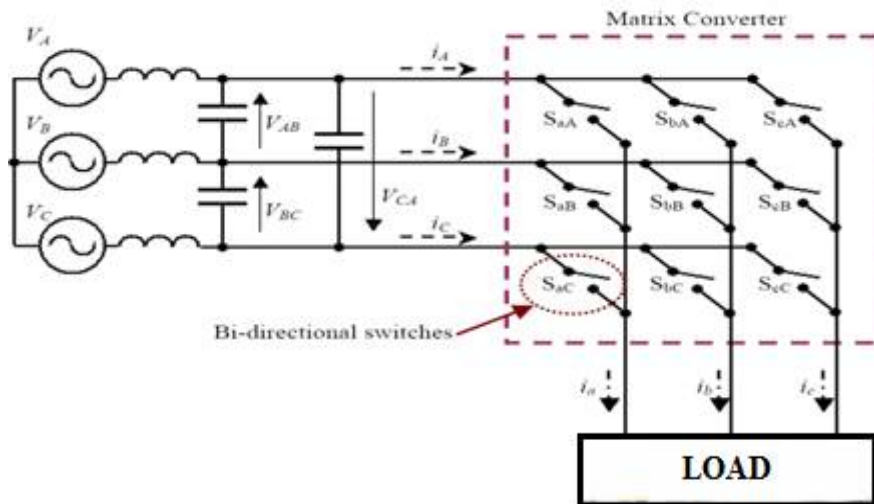 Matrix Converter
V_A
i_A
S_aA
S_bA
S_cA
V_AB
V_B
i_B
S_aB
S_bB
S_cB
V_BC
V_CA
V_C
i_C
S_aC
S_bC
S_cC
Bi-directional switches
i_a
i_b
i_c
LOAD